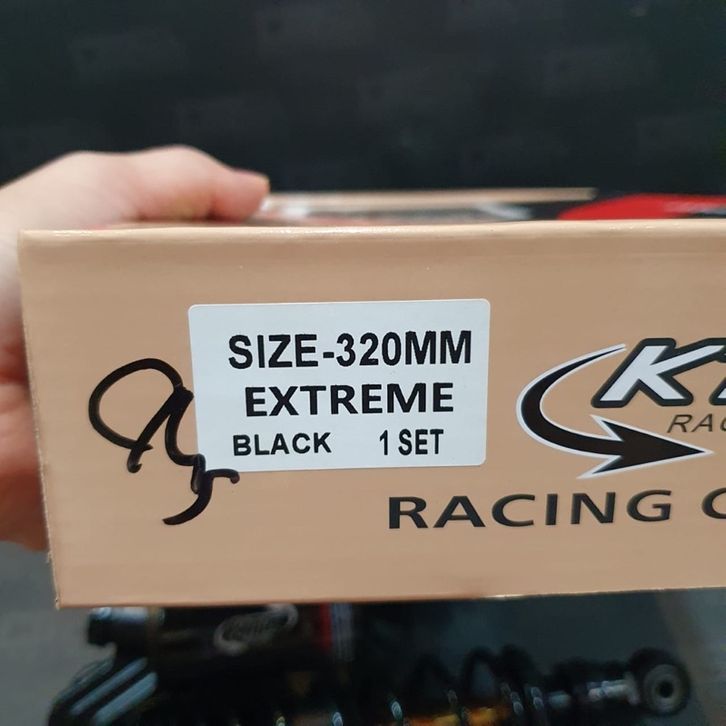 SIZE-320MM
EXTREME
BLACK 1 SET
RACING